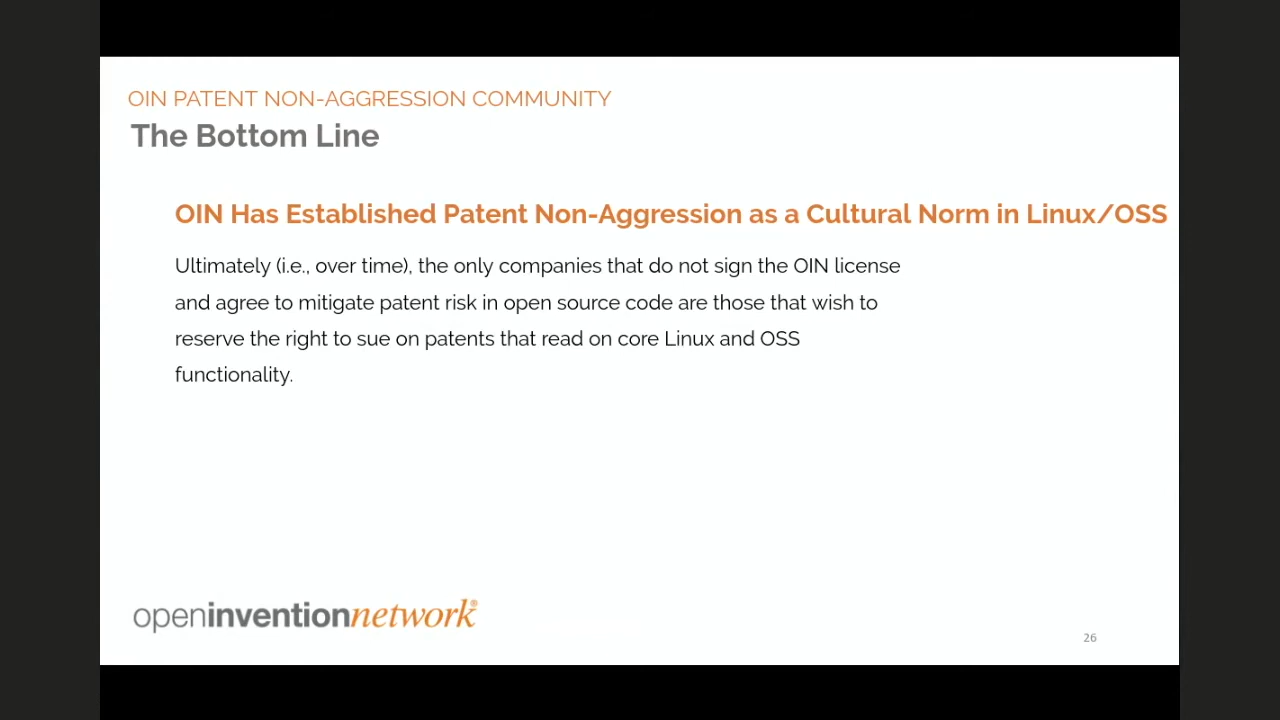 OIN PATENT NON-AGGRESSION COMMUNITY
The Bottom Line
OIN Has Established Patent Non-Aggression as a Cultural Norm in Linux/OSS
Ultimately (i.e., over time), the only companies that do not sign the OIN license
and agree to mitigate patent risk in open source code are those that wish to
reserve the right to sue on patents that read on core Linux and OSS
functionality.
openinventionnetwork®
26